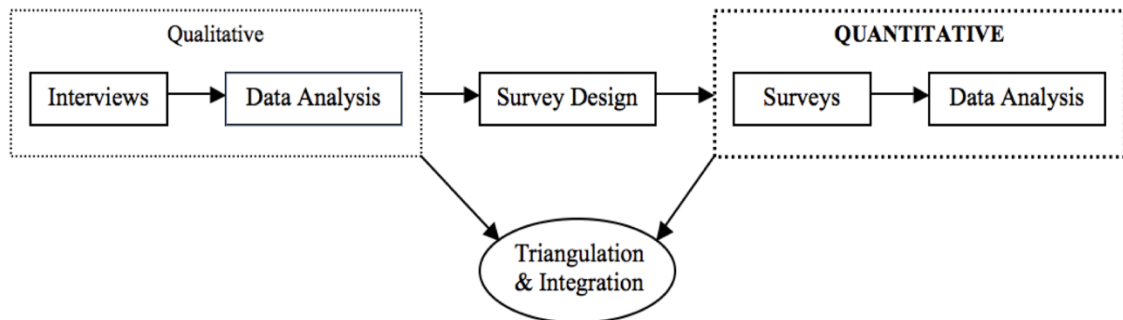 Qualitative
QUANTITATIVE
Interviews
Data Analysis
Survey Design
Surveys
Data Analysis
Triangulation
& Integration